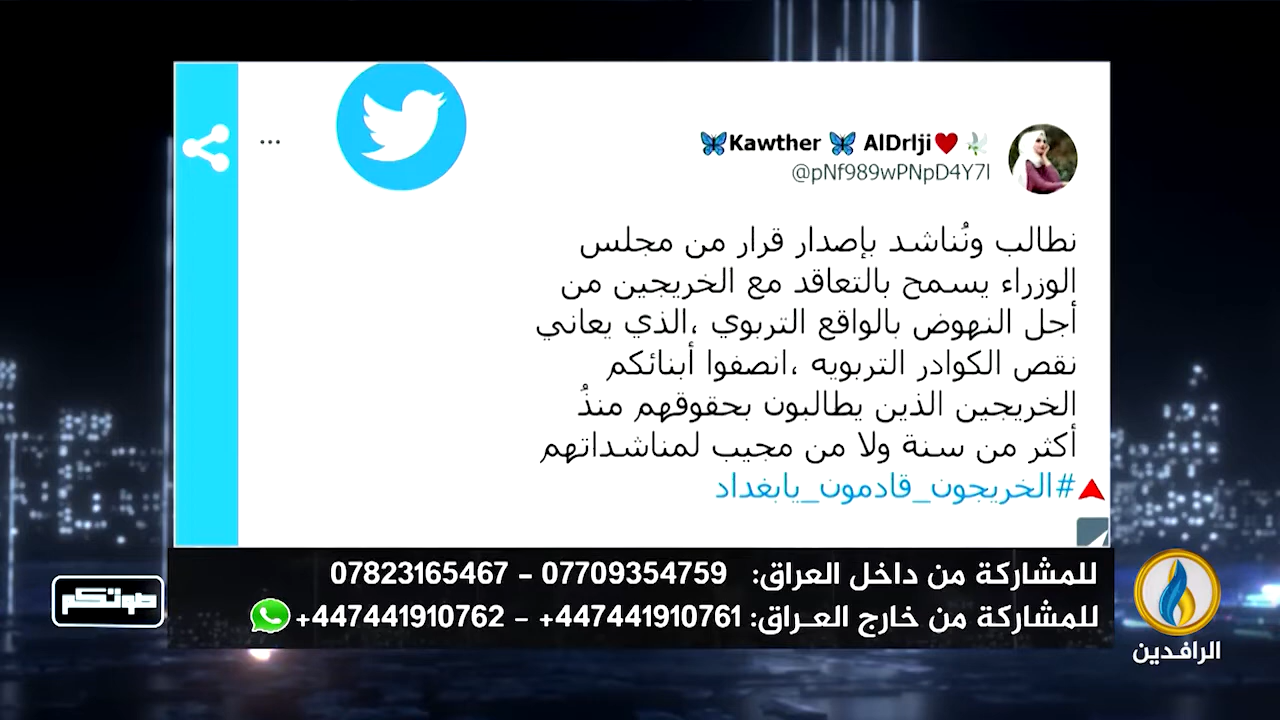 Kawther AlDrlji
@pNf989wPNpD4Y7l
نطالب ونُناشد بإصدار قرار من مجلس
الوزراء يسمح بالتعاقد مع الخريجين من
أجل النهوض بالواقع التربوي ،الذي يعاني
نقص الكوادر التربويه ،انصفوا أبنائكم
الخريجين الذين يطالبون بحقوقهم منذُ
أكثر من سنة ولا من مجيب لمناشداتهم
#الخريجون_قادمون_يابغداد
للمشاركة من داخل العراق: 07709354759 - 07823165467
للمشاركة من خارج العـراق: 447441910761+ - 447441910762+
صوتكم
الرافدين